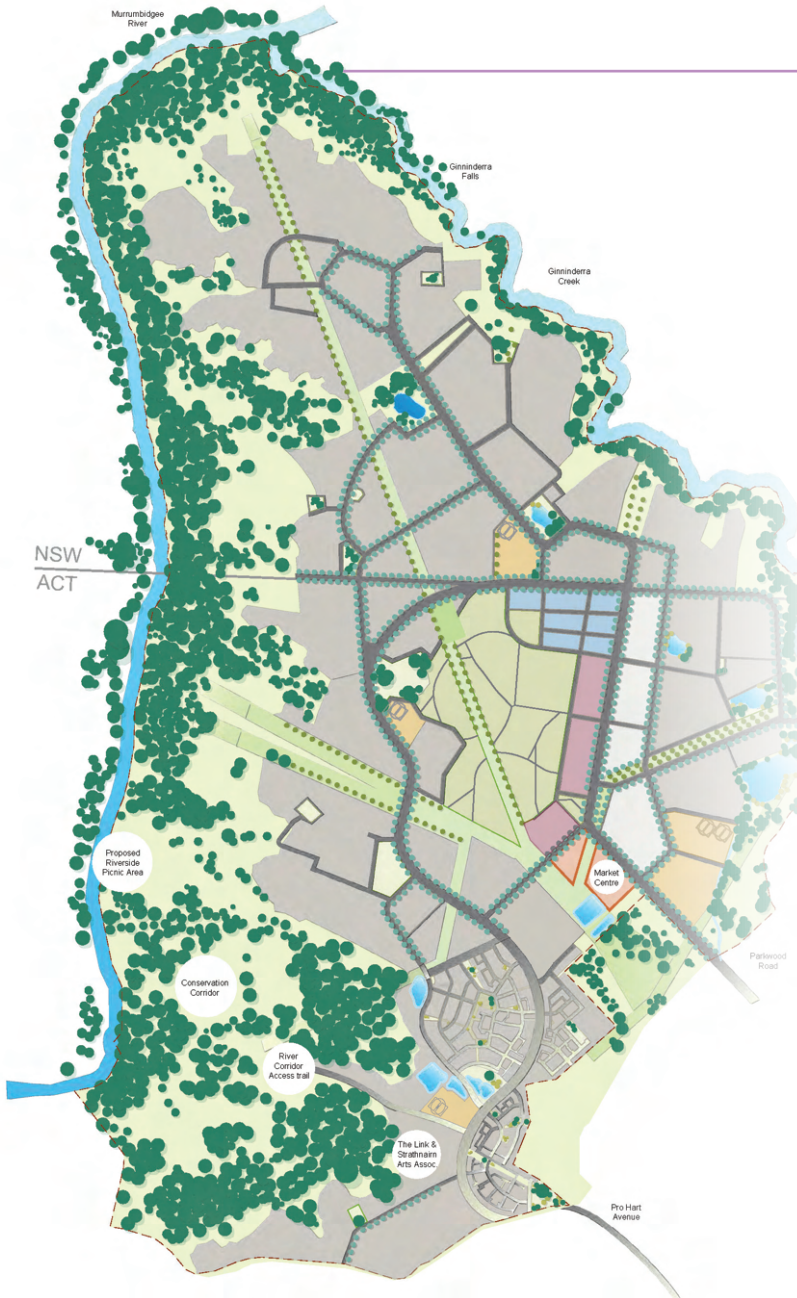 Murrumbidgee
River
Ginninderra
Falls
Ginninderra
Creek
NSW
ACT
Proposed
Riverside
Picnic Area
Market
Centre
Parkwood
Road
Conservation
Corridor
River
Corridor
Access trail
The Link &
Strathnairn
Arts Assoc.
Pro Hart
Avenue